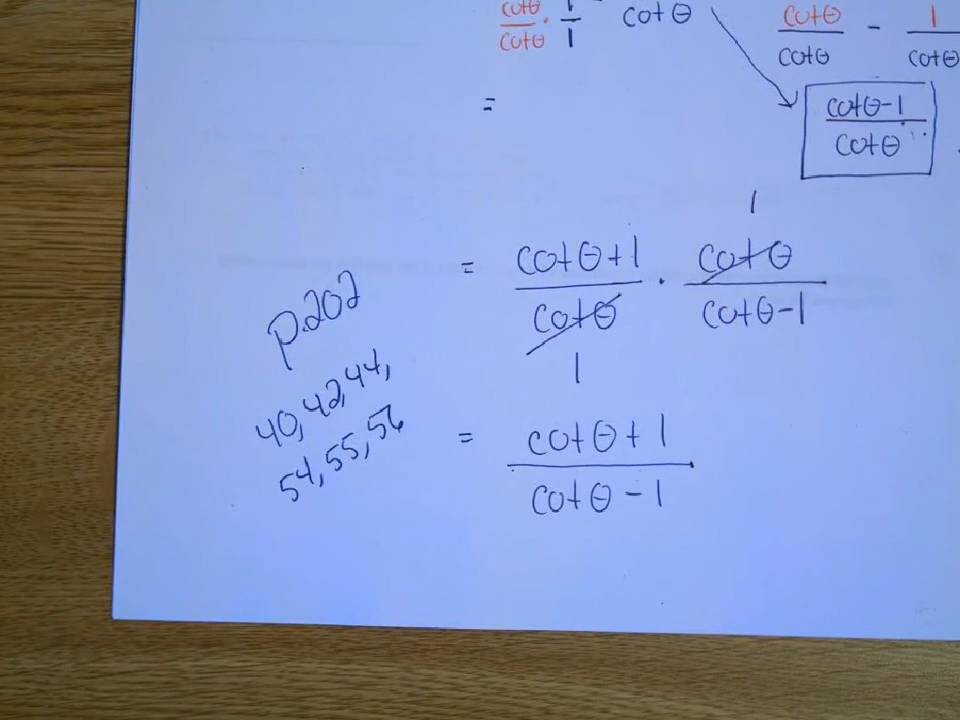 cotθ/cotθ · 1/1 - cotθ
cotθ/cotθ - 1/cotθ
=
cotθ-1/cotθ
1
= cotθ+1/cotθ · cotθ/cotθ-1
1
p.202
40, 42, 44,
54, 55, 56
= cotθ+1/cotθ-1